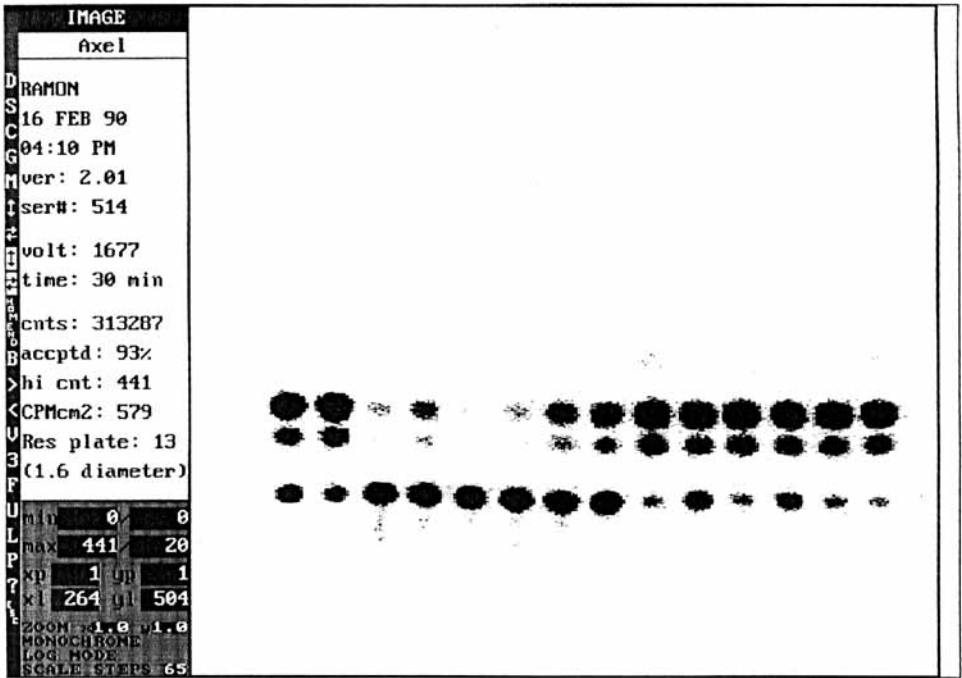 IMAGE
Axel
RAMON
16 FEB 90
04:10 PM
ver: 2.01
ser#: 514
volt: 1677
time: 30 min
cnts: 313287
accptd: 93%
hi cnt: 441
CPMcm2: 579
Res plate: 13
(1.6 diameter)
min 0/ 0
max 441/ 20
xp 1 yp 1
xl 264 yl 504
ZOOM x1.0 y1.0
MONOCHROME
LOG MODE
SCALE STEPS 65
D
S
C
G
M
B
>
<
V
3
F
U
L
P
?